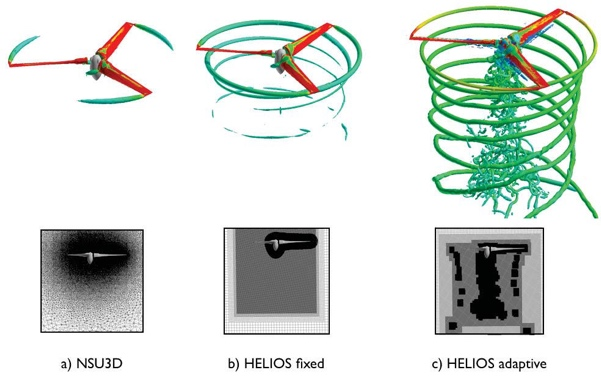 a) NSU3D
b) HELIOS fixed
c) HELIOS adaptive